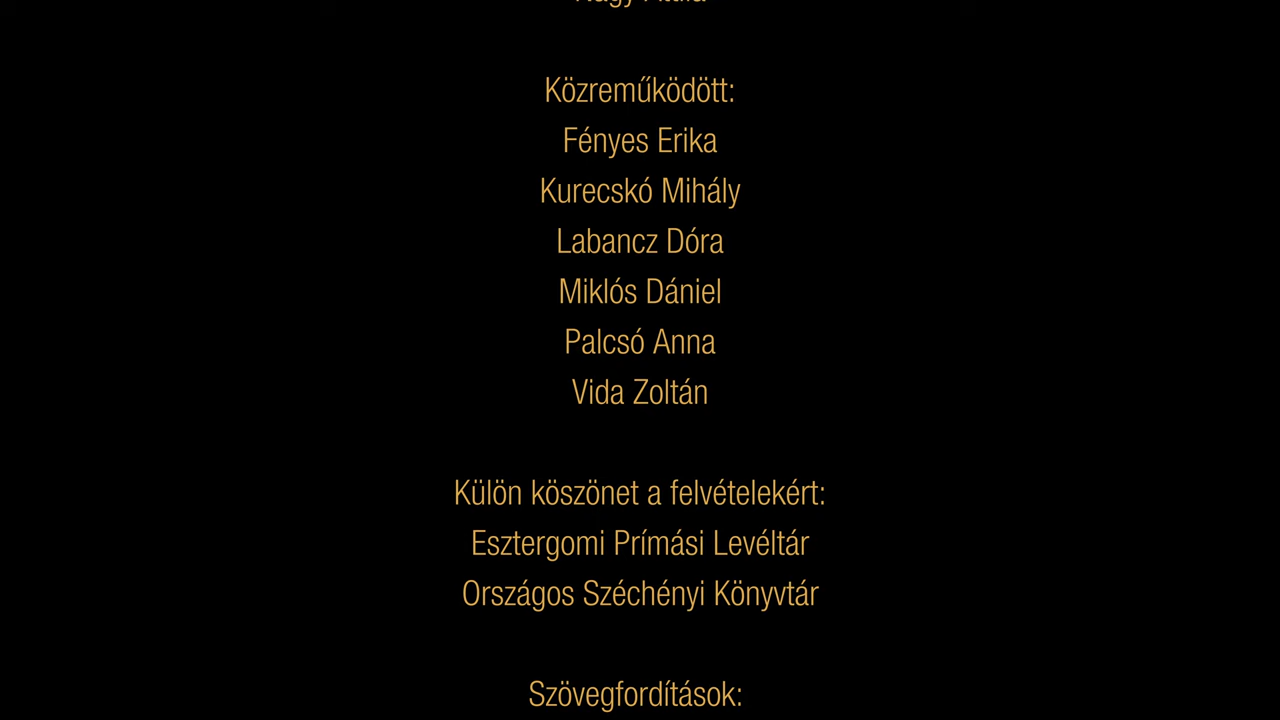 Közreműködött:
Fényes Erika
Kurecskó Mihály
Labancz Dóra
Miklós Dániel
Palcsó Anna
Vida Zoltán
Külön köszönet a felvételekért:
Esztergomi Prímási Levéltár
Országos Széchényi Könyvtár
Szövegfordítások: